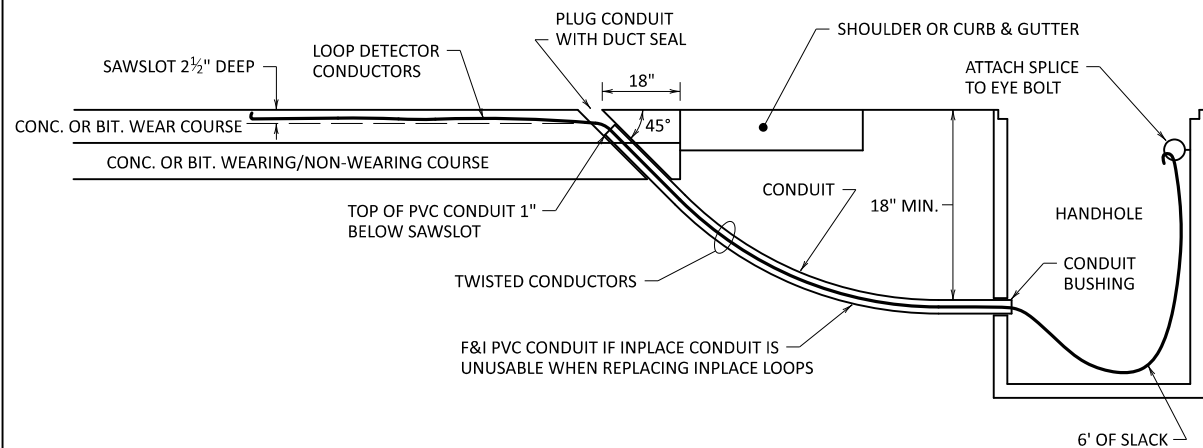 PLUG CONDUIT
WITH DUCT SEAL
SHOULDER OR CURB & GUTTER
LOOP DETECTOR
CONDUCTORS
SAWSLOT 2½" DEEP
18"
ATTACH SPLICE
TO EYE BOLT
CONC. OR BIT. WEAR COURSE
45°
CONC. OR BIT. WEARING/NON-WEARING COURSE
CONDUIT
18" MIN.
TOP OF PVC CONDUIT 1"
BELOW SAWSLOT
HANDHOLE
TWISTED CONDUCTORS
CONDUIT
BUSHING
F&I PVC CONDUIT IF INPLACE CONDUIT IS
UNUSABLE WHEN REPLACING INPLACE LOOPS
6' OF SLACK